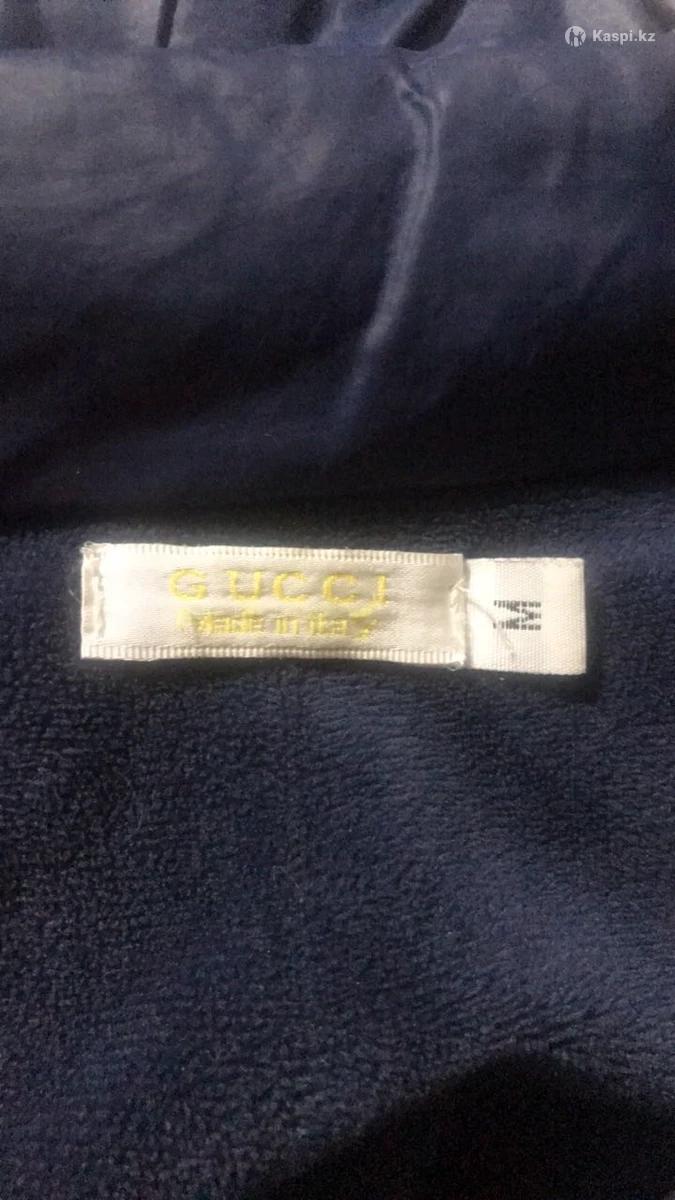 Kaspi.kz
GUCCI
Made in italy
M